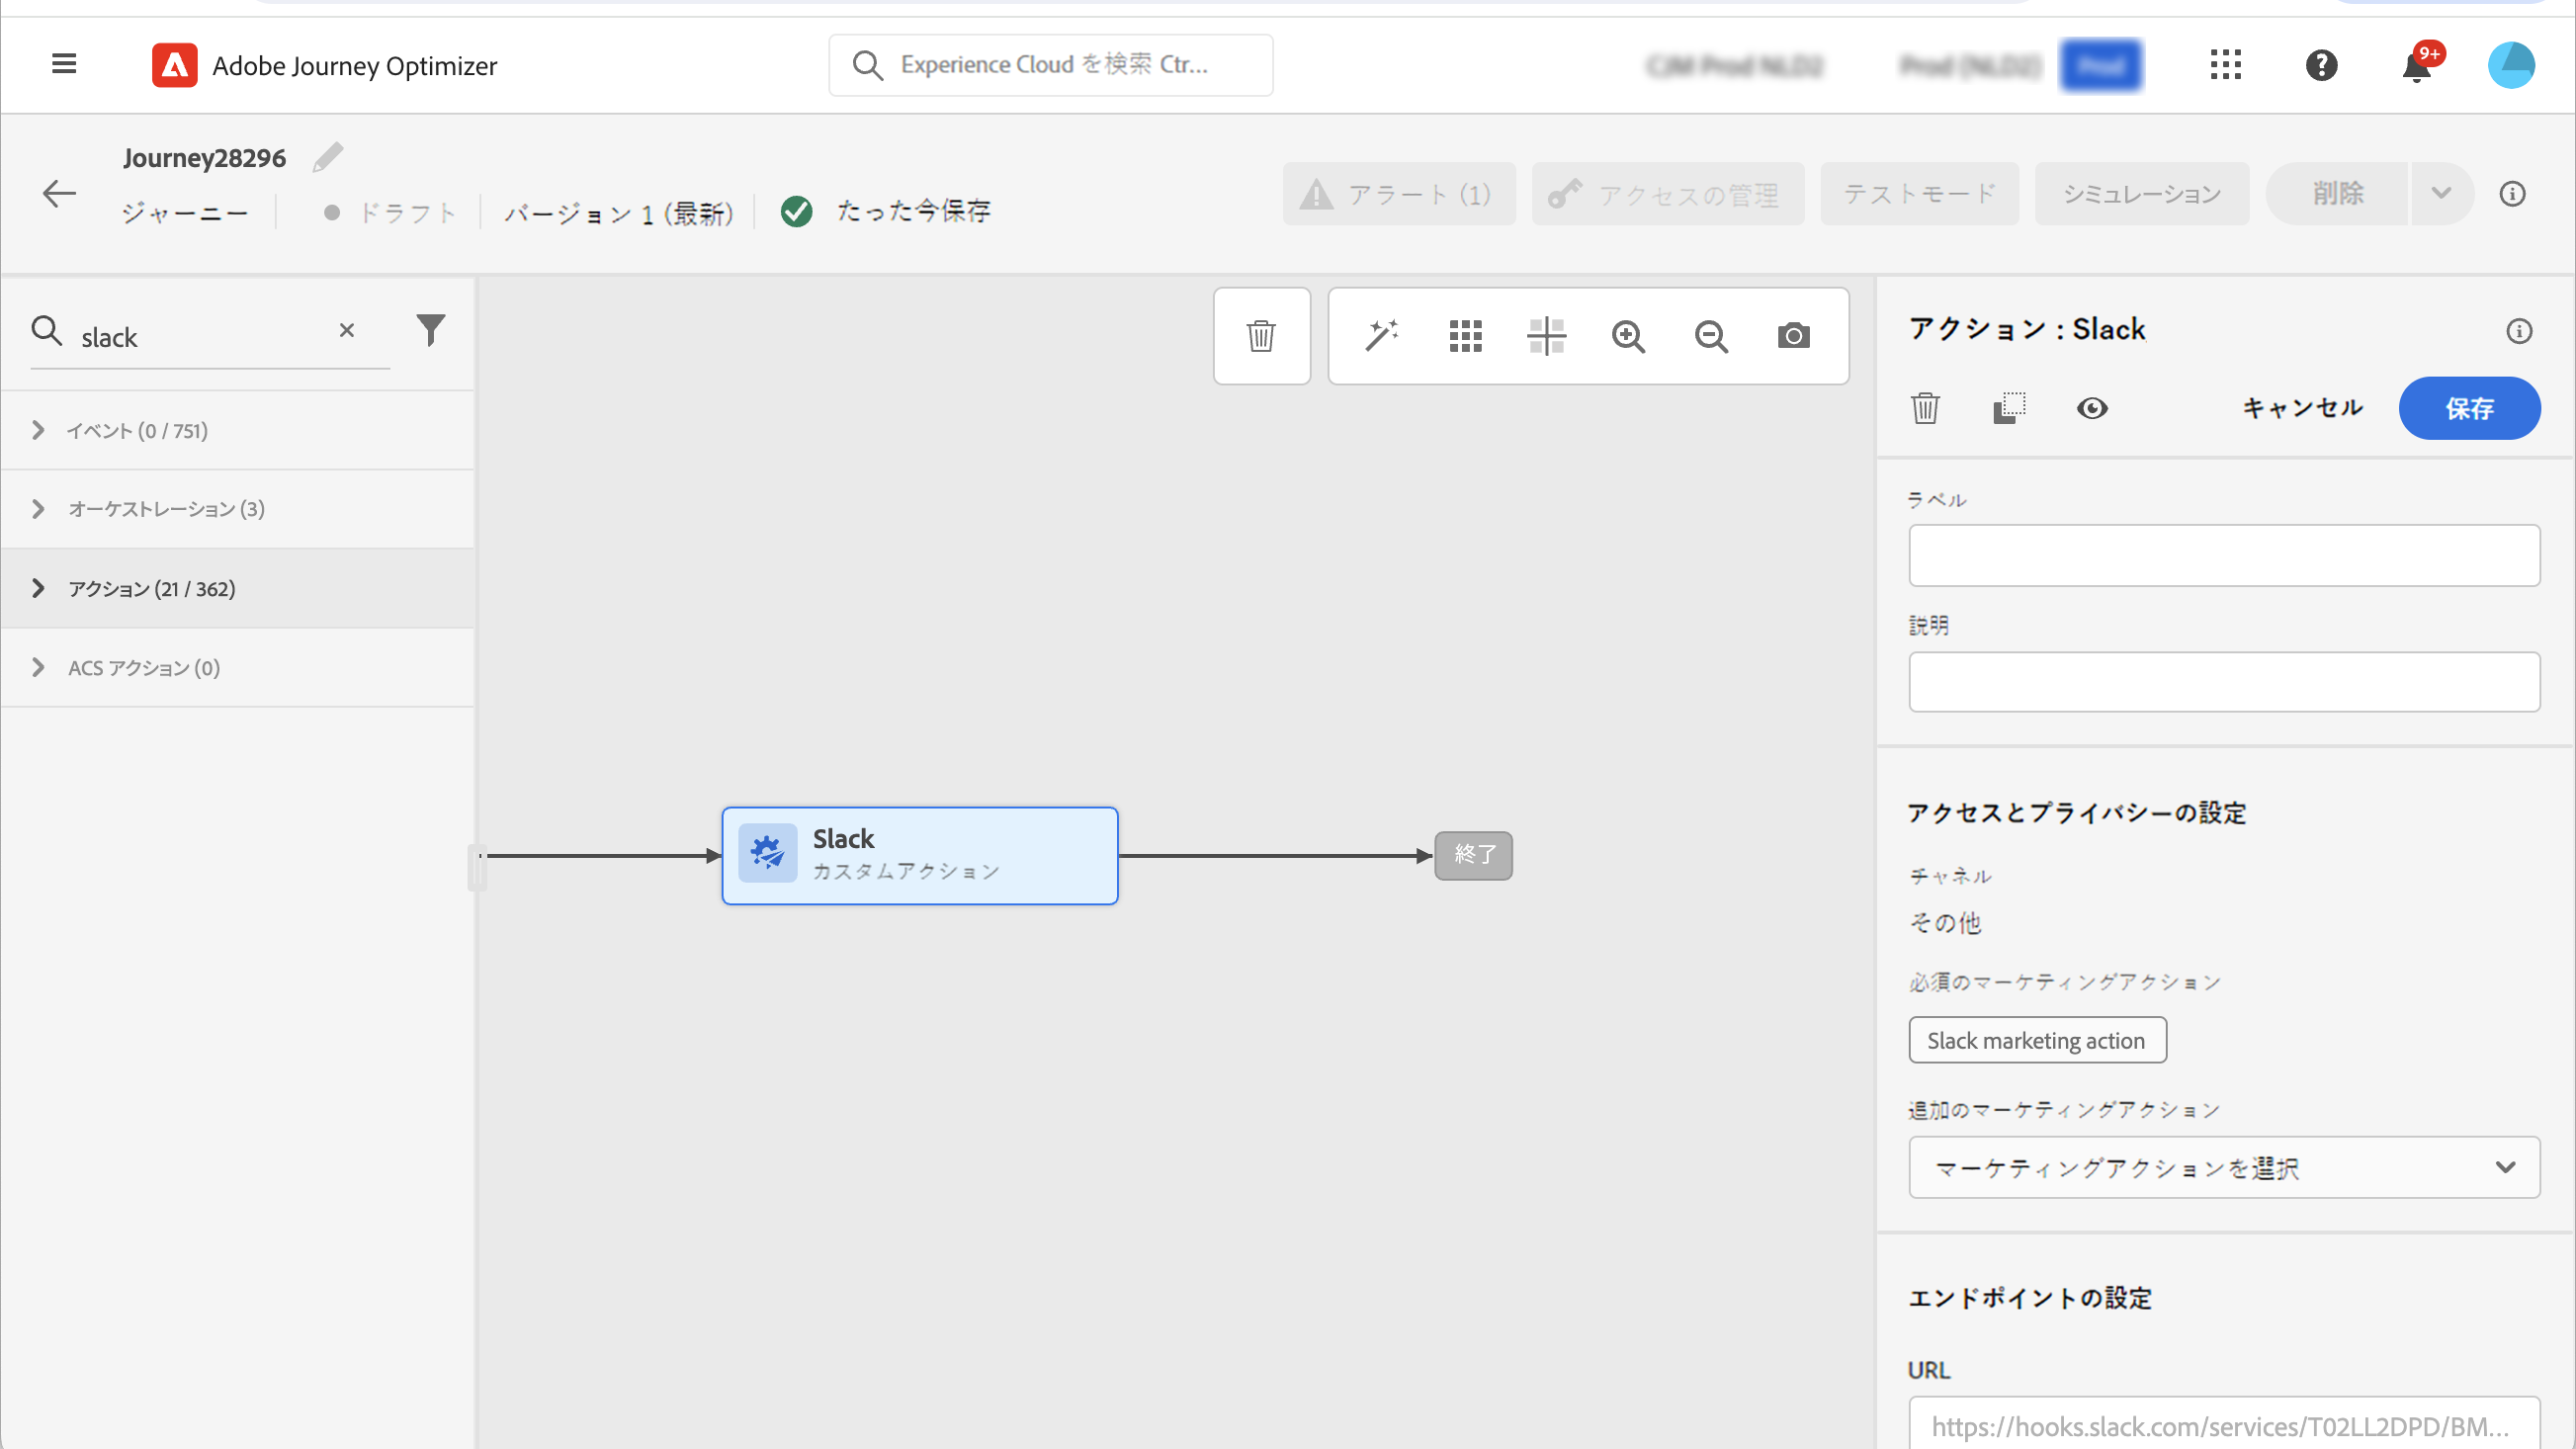 Adobe Journey Optimizer
Experience Cloud を検索 Ctr...
CJM Prod NLD2
Prod (NLD2)
Prod
9+
Journey28296
ジャーニー
ドラフト
バージョン 1 (最新)
たった今保存
アラート (1)
アクセスの管理
テストモード
シミュレーション
削除
slack
イベント (0 / 751)
オーケストレーション (3)
アクション (21 / 362)
ACS アクション (0)
Slack
カスタムアクション
終了
アクション : Slack
キャンセル
保存
ラベル
説明
アクセスとプライバシーの設定
チャネル
その他
必須のマーケティングアクション
Slack marketing action
追加のマーケティングアクション
マーケティングアクションを選択
エンドポイントの設定
URL
https://hooks.slack.com/services/T02LL2DPD/BM...